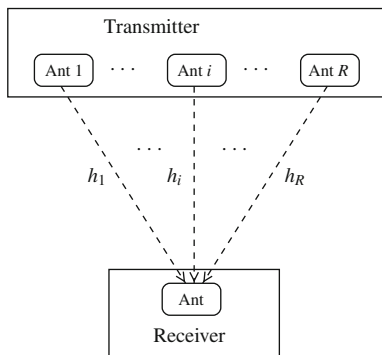 Transmitter
Ant 1 · · · Ant i · · · Ant R
· · · · · ·
h1 hi hR
Ant
Receiver